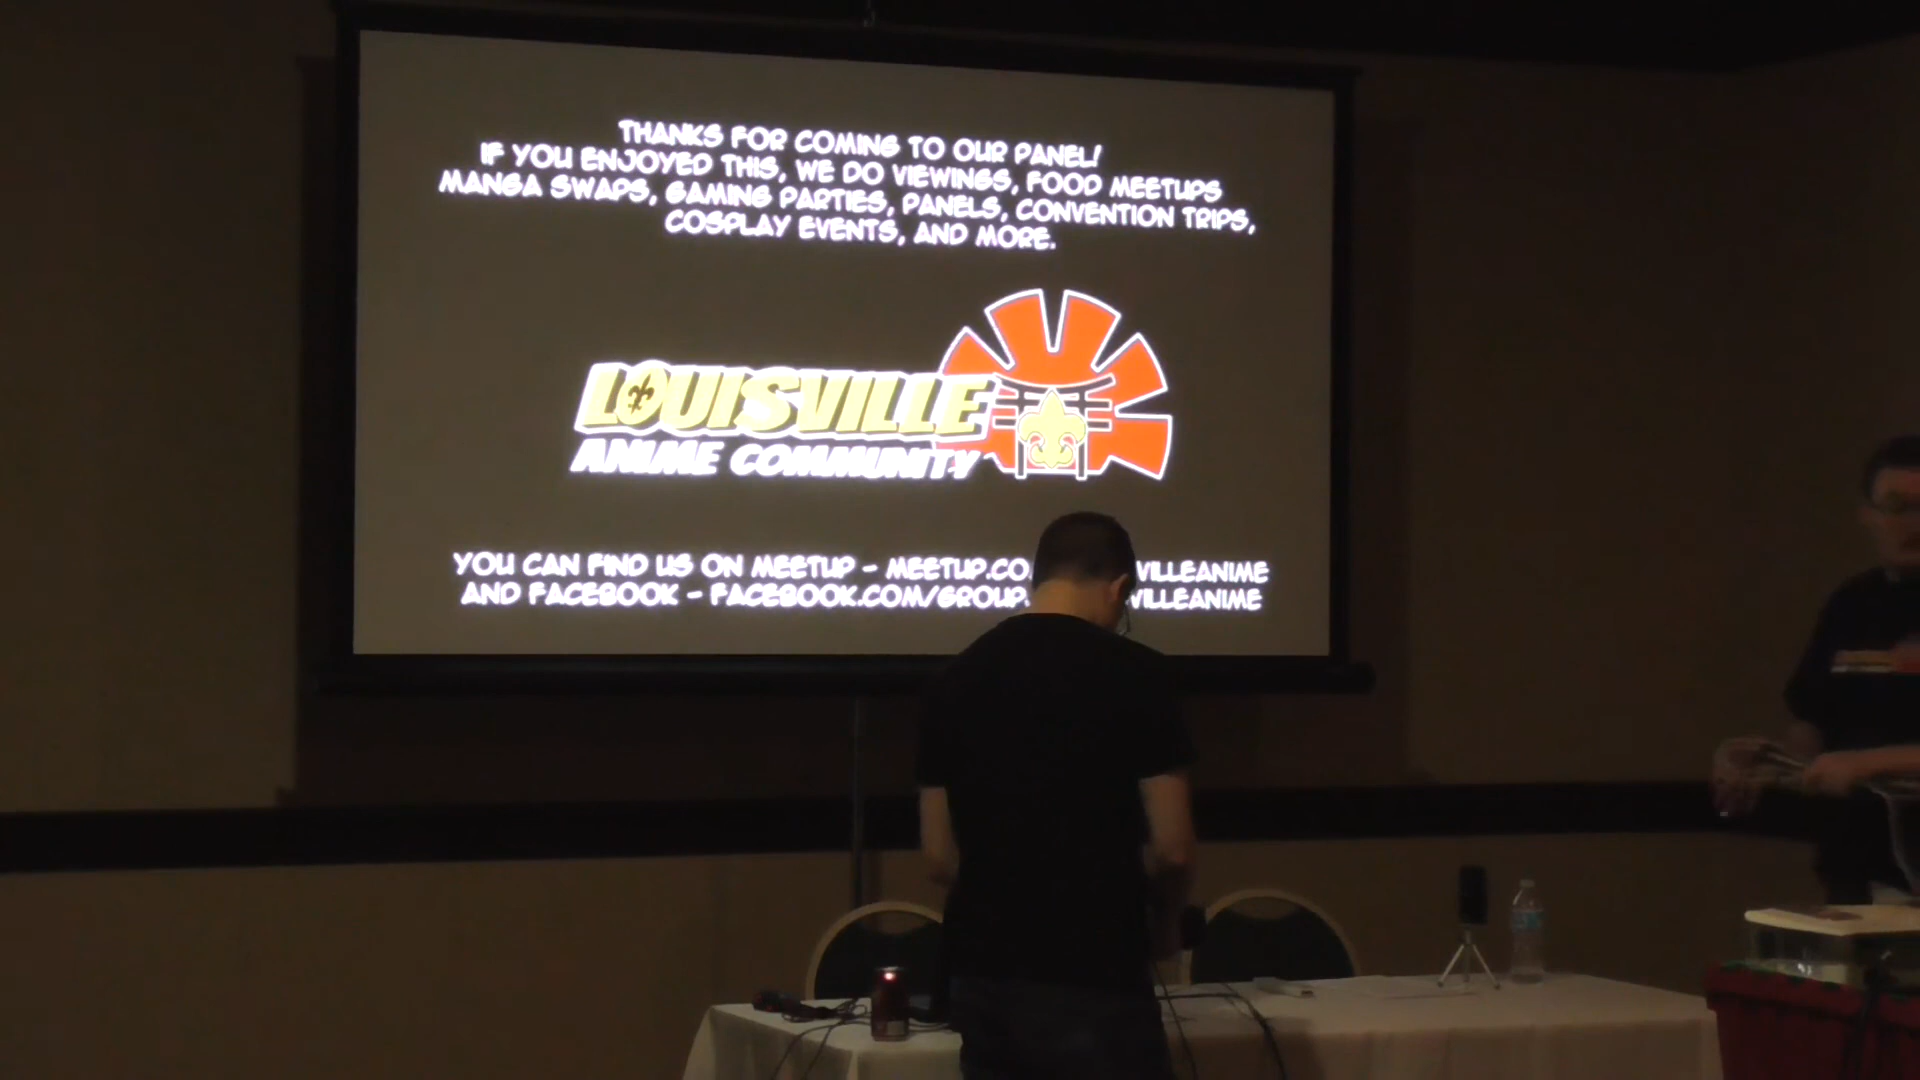 THANKS FOR COMING TO OUR PANEL!
IF YOU ENJOYED THIS, WE DO VIEWINGS, FOOD MEETUPS
MANGA SWAPS, GAMING PARTIES, PANELS, CONVENTION TRIPS,
COSPLAY EVENTS, AND MORE.
LOUISVILLE
ANIME COMMUNITY
YOU CAN FIND US ON MEETUP - MEETUP.CO VILLEANIME
AND FACEBOOK - FACEBOOK.COM/GROUP VILLEANIME